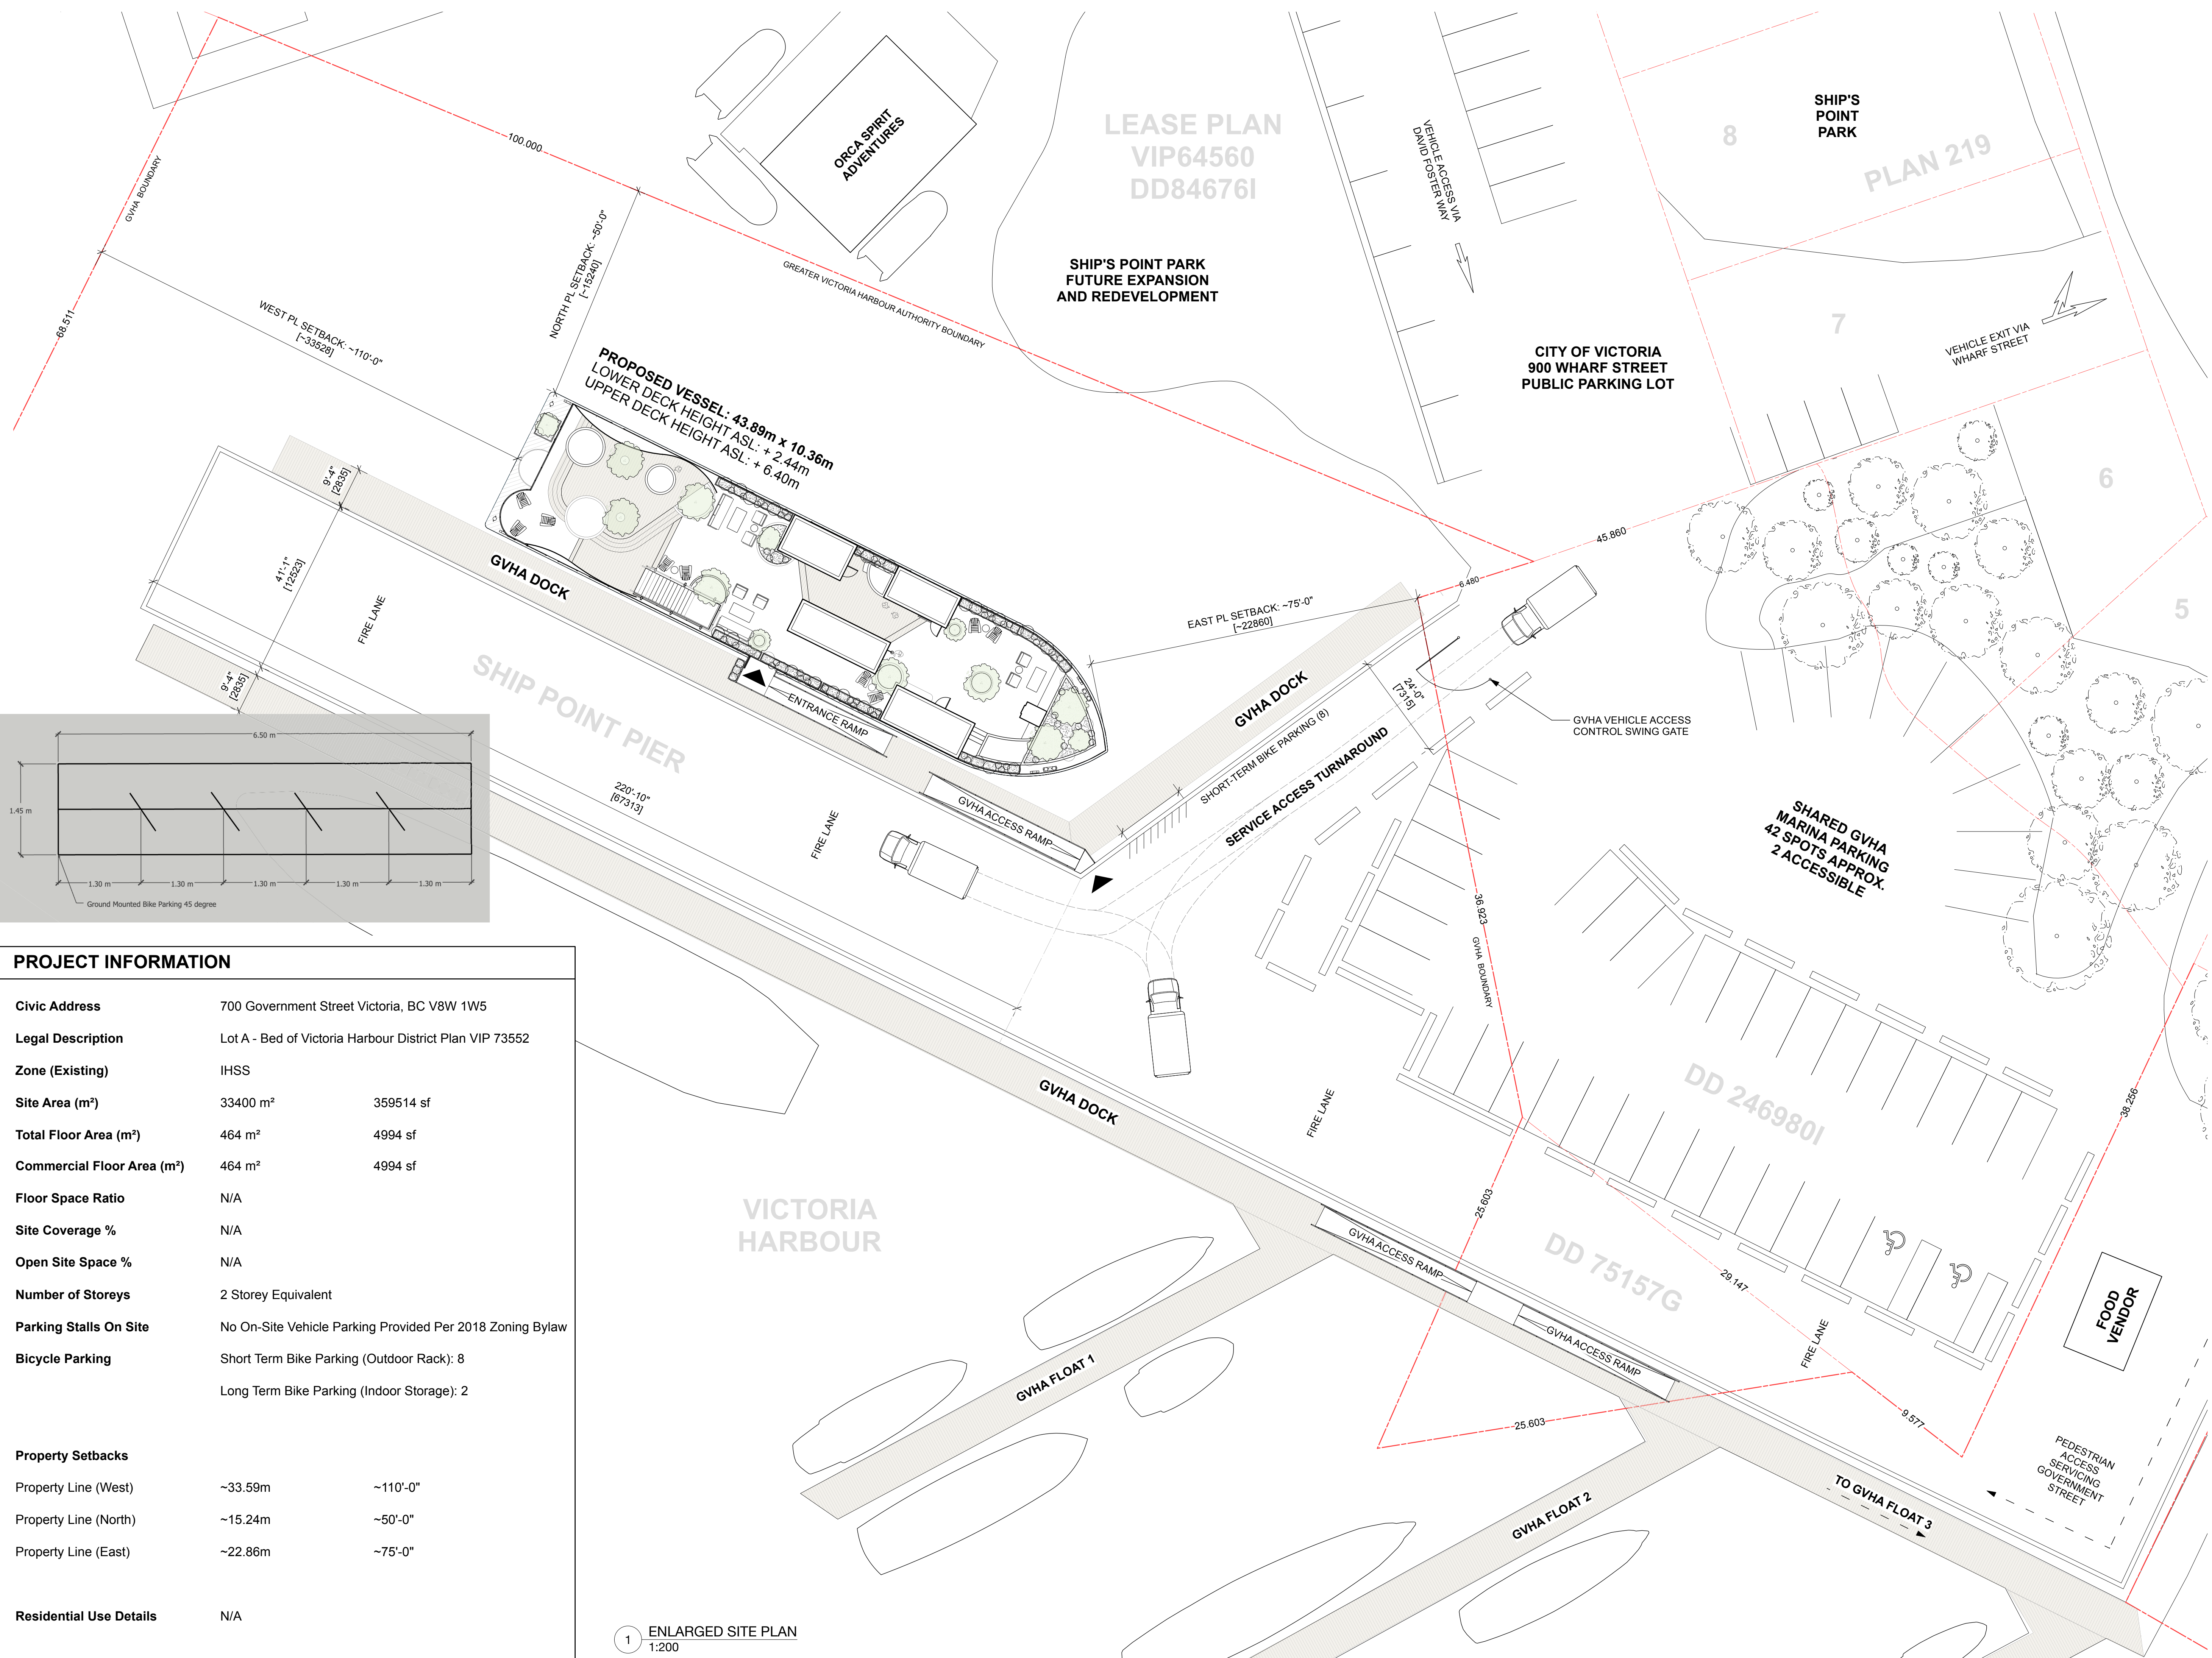 100.000
GVHA BOUNDARY
68.511
WEST PL SETBACK: ~110'-0"
[~33528]
NORTH PL SETBACK: ~50'-0"
[~15240]
ORCA SPIRIT
ADVENTURES
GREATER VICTORIA HARBOUR AUTHORITY BOUNDARY
LEASE PLAN
VIP64560
DD84676I
SHIP'S POINT PARK
FUTURE EXPANSION
AND REDEVELOPMENT
VEHICLE ACCESS VIA
DAVID FOSTER WAY
8
SHIP'S
POINT
PARK
PLAN 219
7
VEHICLE EXIT VIA
WHARF STREET
CITY OF VICTORIA
900 WHARF STREET
PUBLIC PARKING LOT
6
5
45.860
6.480
PROPOSED VESSEL: 43.89m x 10.36m
LOWER DECK HEIGHT ASL: + 2.44m
UPPER DECK HEIGHT ASL: + 6.40m
9'-4"
[2835]
41'-1"
[12523]
9'-4"
[2835]
FIRE LANE
GVHA DOCK
SHIP POINT PIER
ENTRANCE RAMP
GVHA ACCESS RAMP
EAST PL SETBACK: ~75'-0"
[~22860]
GVHA DOCK
SHORT-TERM BIKE PARKING (8)
SERVICE ACCESS TURNAROUND
24'-0"
[7315]
GVHA VEHICLE ACCESS
CONTROL SWING GATE
220'-10"
[67313]
FIRE LANE
SHARED GVHA
MARINA PARKING
42 SPOTS APPROX.
2 ACCESSIBLE
36.923
GVHA BOUNDARY
DD 246980I
38.256
6.50 m
1.45 m
1.30 m
1.30 m
1.30 m
1.30 m
1.30 m
Ground Mounted Bike Parking 45 degree
GVHA DOCK
FIRE LANE
25.603
GVHA ACCESS RAMP
GVHA ACCESS RAMP
DD 75157G
29.147
FIRE LANE
FOOD
VENDOR
25.603
9.577
VICTORIA
HARBOUR
GVHA FLOAT 1
GVHA FLOAT 2
TO GVHA FLOAT 3
PEDESTRIAN
ACCESS
SERVICING
GOVERNMENT
STREET
PROJECT INFORMATION
Civic Address 700 Government Street Victoria, BC V8W 1W5
Legal Description Lot A - Bed of Victoria Harbour District Plan VIP 73552
Zone (Existing) IHSS
Site Area (m²) 33400 m² 359514 sf
Total Floor Area (m²) 464 m² 4994 sf
Commercial Floor Area (m²) 464 m² 4994 sf
Floor Space Ratio N/A
Site Coverage % N/A
Open Site Space % N/A
Number of Storeys 2 Storey Equivalent
Parking Stalls On Site No On-Site Vehicle Parking Provided Per 2018 Zoning Bylaw
Bicycle Parking Short Term Bike Parking (Outdoor Rack): 8
Long Term Bike Parking (Indoor Storage): 2
Property Setbacks
Property Line (West) ~33.59m ~110'-0"
Property Line (North) ~15.24m ~50'-0"
Property Line (East) ~22.86m ~75'-0"
Residential Use Details N/A
1 ENLARGED SITE PLAN
1:200